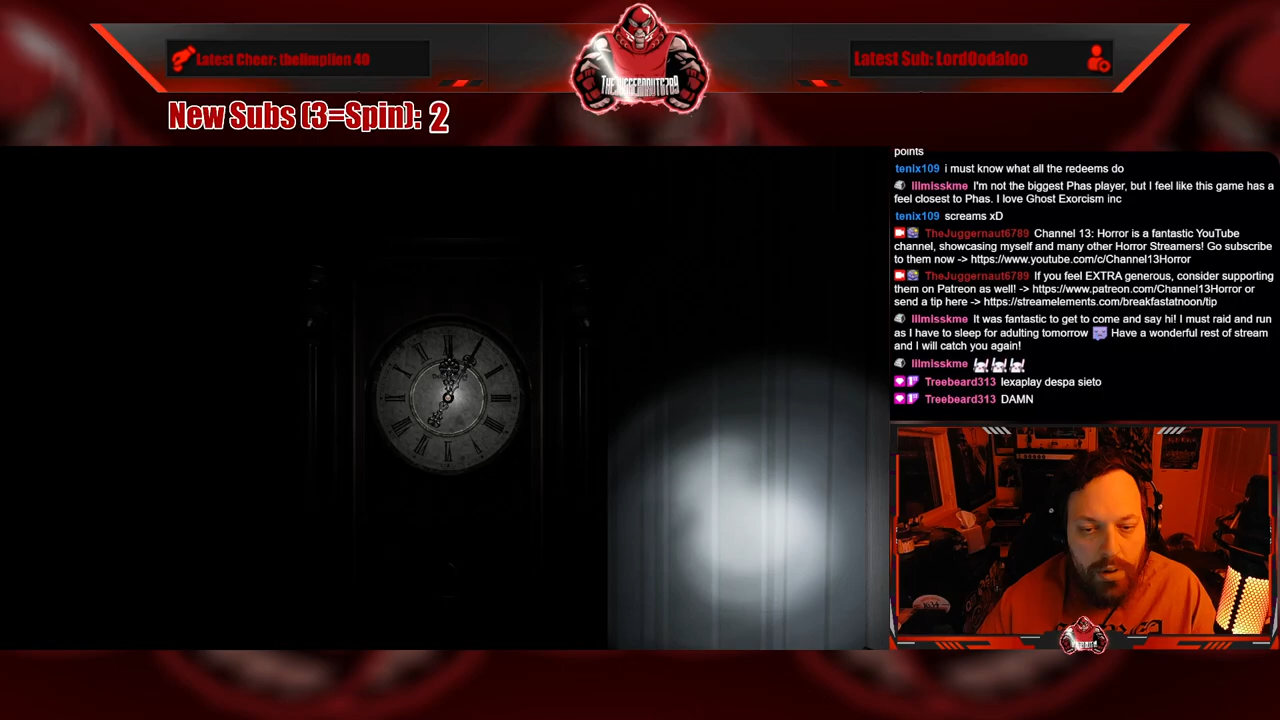 Latest Cheer: thelimplion 40
THEJUGGERNAUT6789
Latest Sub: LordOodaloo
New Subs (3=Spin): 2
points
tenix109 i must know what all the redeems do
lilmisskme I'm not the biggest Phas player, but I feel like this game has a
feel closest to Phas. I love Ghost Exorcism inc
tenix109 screams xD
TheJuggernaut6789 Channel 13: Horror is a fantastic YouTube
channel, showcasing myself and many other Horror Streamers! Go subscribe
to them now -> https://www.youtube.com/c/Channel13Horror
TheJuggernaut6789 If you feel EXTRA generous, consider supporting
them on Patreon as well! -> https://www.patreon.com/Channel13Horror or
send a tip here -> https://streamelements.com/breakfastatnoon/tip
lilmisskme It was fantastic to get to come and say hi! I must raid and run
as I have to sleep for adulting tomorrow Have a wonderful rest of stream
and I will catch you again!
lilmisskme
Treebeard313 lexaplay despa sieto
Treebeard313 DAMN